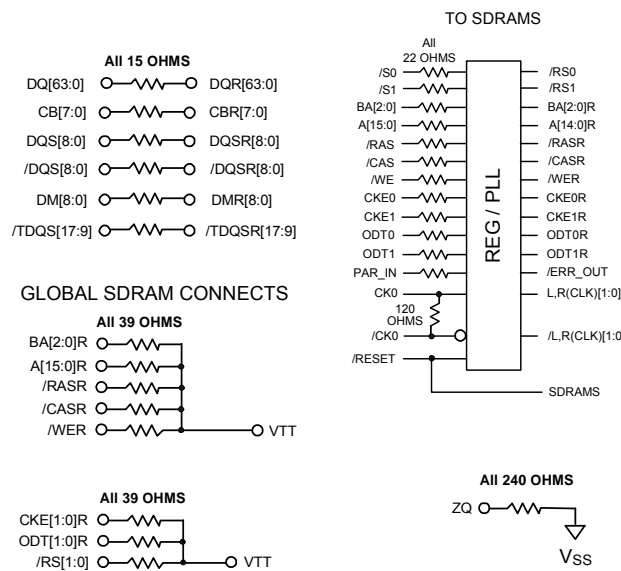 TO SDRAMS
All 15 OHMS
DQ[63:0] DQR[63:0]
CB[7:0] CBR[7:0]
DQS[8:0] DQSR[8:0]
/DQS[8:0] /DQSR[8:0]
DM[8:0] DMR[8:0]
/TDQS[17:9] /TDQSR[17:9]
GLOBAL SDRAM CONNECTS
All 39 OHMS
BA[2:0]R
A[15:0]R
/RASR
/CASR
/WER VTT
All 39 OHMS
CKE[1:0]R
ODT[1:0]R
/RS[1:0] VTT
All
22 OHMS
/S0 /RS0
/S1 /RS1
BA[2:0] BA[2:0]R
A[15:0] A[14:0]R
/RAS /RASR
/CAS /CASR
/WE /WER
CKE0 CKE0R
CKE1 CKE1R
ODT0 ODT0R
ODT1 ODT1R
PAR_IN /ERR_OUT
CK0 L,R(CLK)[1:0]
120
OHMS
/CK0 /L,R(CLK)[1:0
/RESET
REG / PLL
SDRAMS
All 240 OHMS
ZQ
VSS